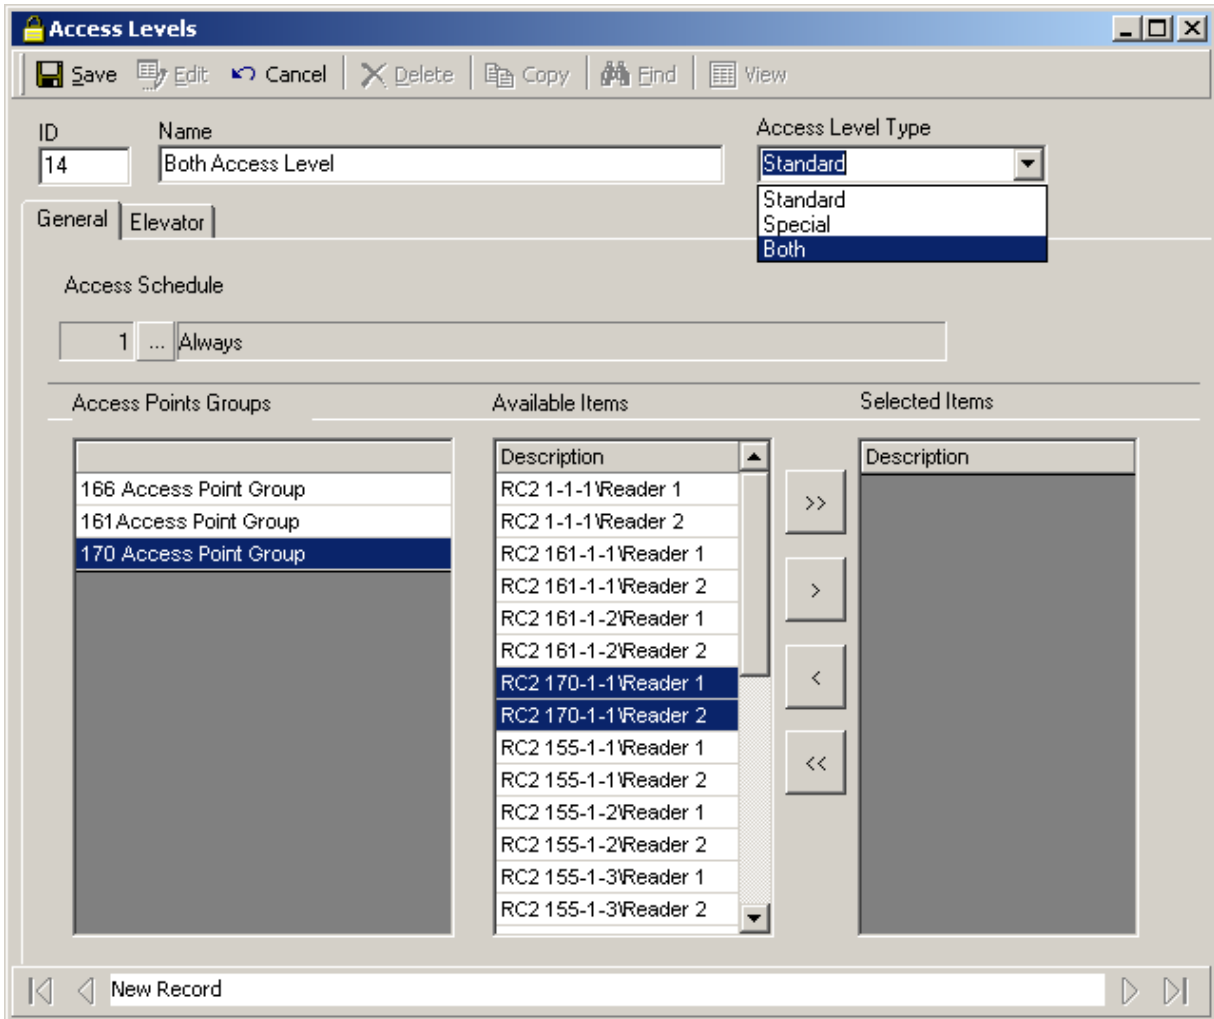 Access Levels
Save Edit Cancel Delete Copy Find View
ID Name Access Level Type
14 Both Access Level Standard
Standard
Special
Both
General Elevator
Access Schedule
1 ... Always
Access Points Groups Available Items Selected Items
Description Description
166 Access Point Group RC2 1-1-1\Reader 1
161Access Point Group RC2 1-1-1\Reader 2
170 Access Point Group RC2 161-1-1\Reader 1
RC2 161-1-1\Reader 2
RC2 161-1-2\Reader 1
RC2 161-1-2\Reader 2
RC2 170-1-1\Reader 1
RC2 170-1-1\Reader 2
RC2 155-1-1\Reader 1
RC2 155-1-1\Reader 2
RC2 155-1-2\Reader 1
RC2 155-1-2\Reader 2
RC2 155-1-3\Reader 1
RC2 155-1-3\Reader 2
>>
>
<
<<
New Record